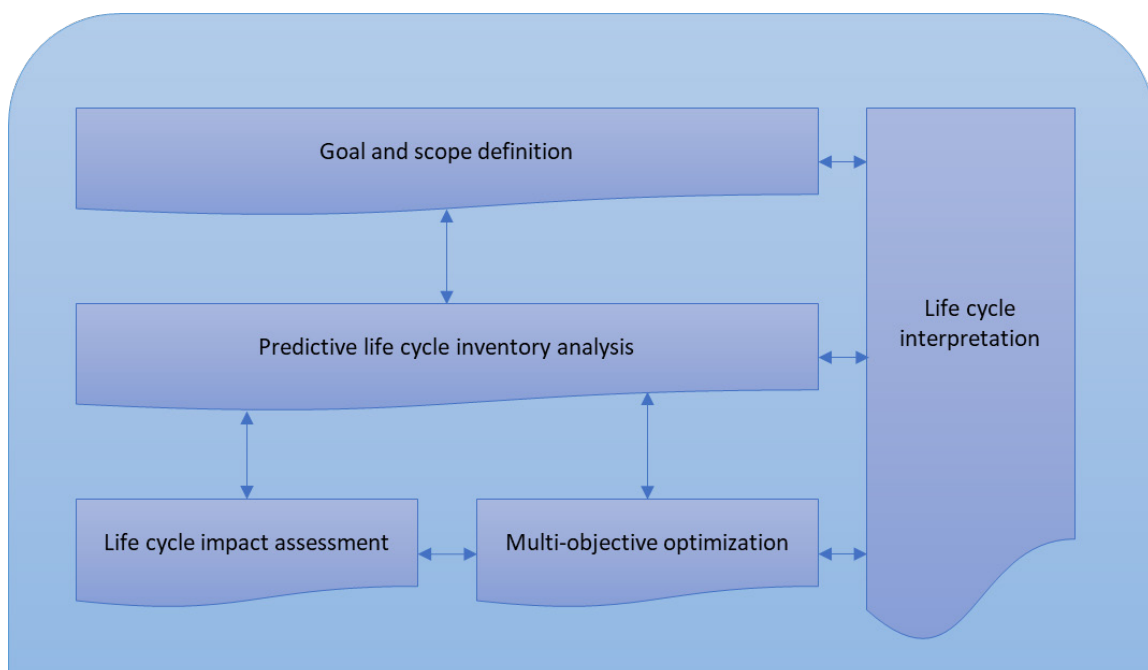 Goal and scope definition
Predictive life cycle inventory analysis
Life cycle
interpretation
Life cycle impact assessment
Multi-objective optimization